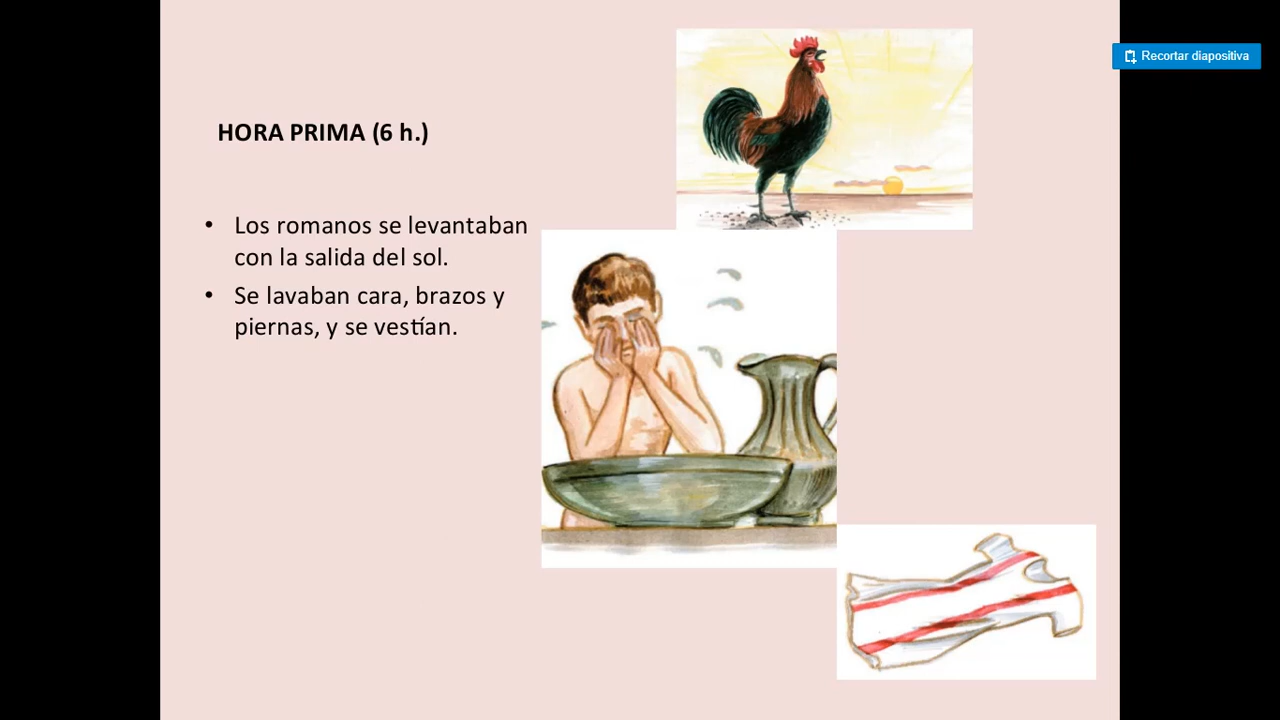 Recortar diapositiva
HORA PRIMA (6 h.)
• Los romanos se levantaban
con la salida del sol.
• Se lavaban cara, brazos y
piernas, y se vestían.